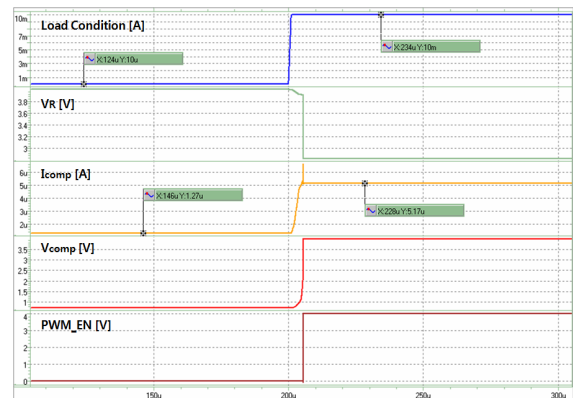 Load Condition [A]
10m
7m
5m
3m
1m
X:124u Y:10u
X:234u Y:10m
VR [V]
3.8
3.6
3.4
3.2
3
Icomp [A]
6u
5u
4u
3u
2u
X:146u Y:1.27u
X:228u Y:5.17u
Vcomp [V]
3.5
3
2.5
2
1.5
1
PWM_EN [V]
4
3
2
1
0
150u
200u
250u
300u